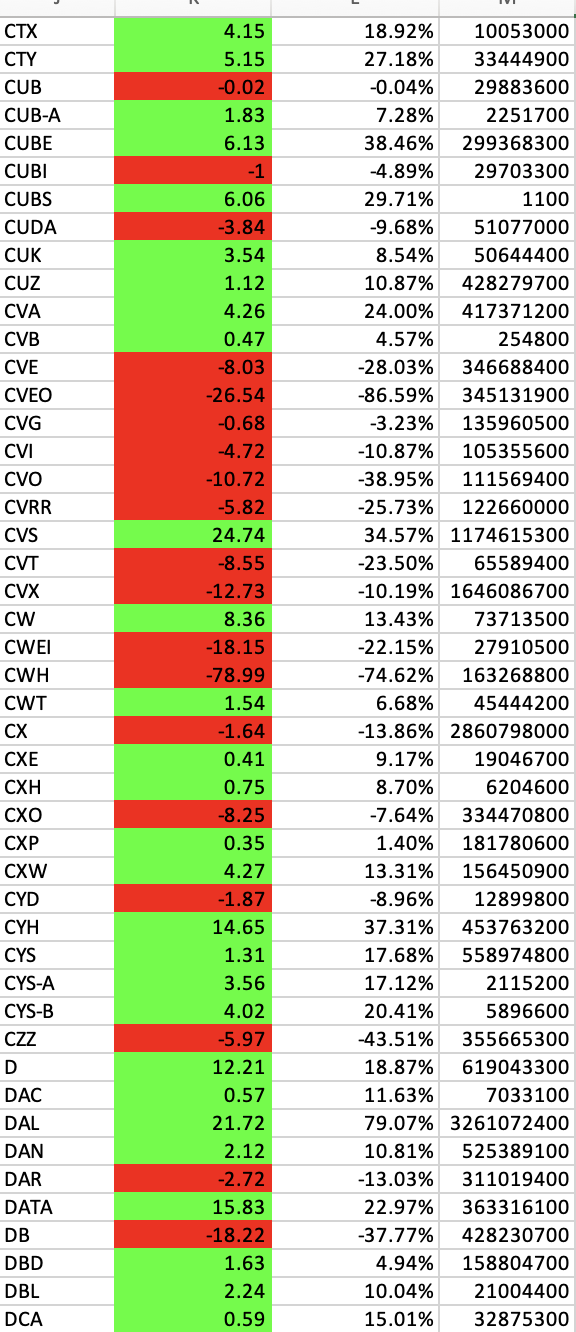 CTX 4.15 18.92% 10053000
CTY 5.15 27.18% 33444900
CUB -0.02 -0.04% 29883600
CUB-A 1.83 7.28% 2251700
CUBE 6.13 38.46% 299368300
CUBI -1 -4.89% 29703300
CUBS 6.06 29.71% 1100
CUDA -3.84 -9.68% 51077000
CUK 3.54 8.54% 50644400
CUZ 1.12 10.87% 428279700
CVA 4.26 24.00% 417371200
CVB 0.47 4.57% 254800
CVE -8.03 -28.03% 346688400
CVEO -26.54 -86.59% 345131900
CVG -0.68 -3.23% 135960500
CVI -4.72 -10.87% 105355600
CVO -10.72 -38.95% 111569400
CVRR -5.82 -25.73% 122660000
CVS 24.74 34.57% 1174615300
CVT -8.55 -23.50% 65589400
CVX -12.73 -10.19% 1646086700
CW 8.36 13.43% 73713500
CWEI -18.15 -22.15% 27910500
CWH -78.99 -74.62% 163268800
CWT 1.54 6.68% 45444200
CX -1.64 -13.86% 2860798000
CXE 0.41 9.17% 19046700
CXH 0.75 8.70% 6204600
CXO -8.25 -7.64% 334470800
CXP 0.35 1.40% 181780600
CXW 4.27 13.31% 156450900
CYD -1.87 -8.96% 12899800
CYH 14.65 37.31% 453763200
CYS 1.31 17.68% 558974800
CYS-A 3.56 17.12% 2115200
CYS-B 4.02 20.41% 5896600
CZZ -5.97 -43.51% 355665300
D 12.21 18.87% 619043300
DAC 0.57 11.63% 7033100
DAL 21.72 79.07% 3261072400
DAN 2.12 10.81% 525389100
DAR -2.72 -13.03% 311019400
DATA 15.83 22.97% 363316100
DB -18.22 -37.77% 428230700
DBD 1.63 4.94% 158804700
DBL 2.24 10.04% 21004400
DCA 0.59 15.01% 32875300